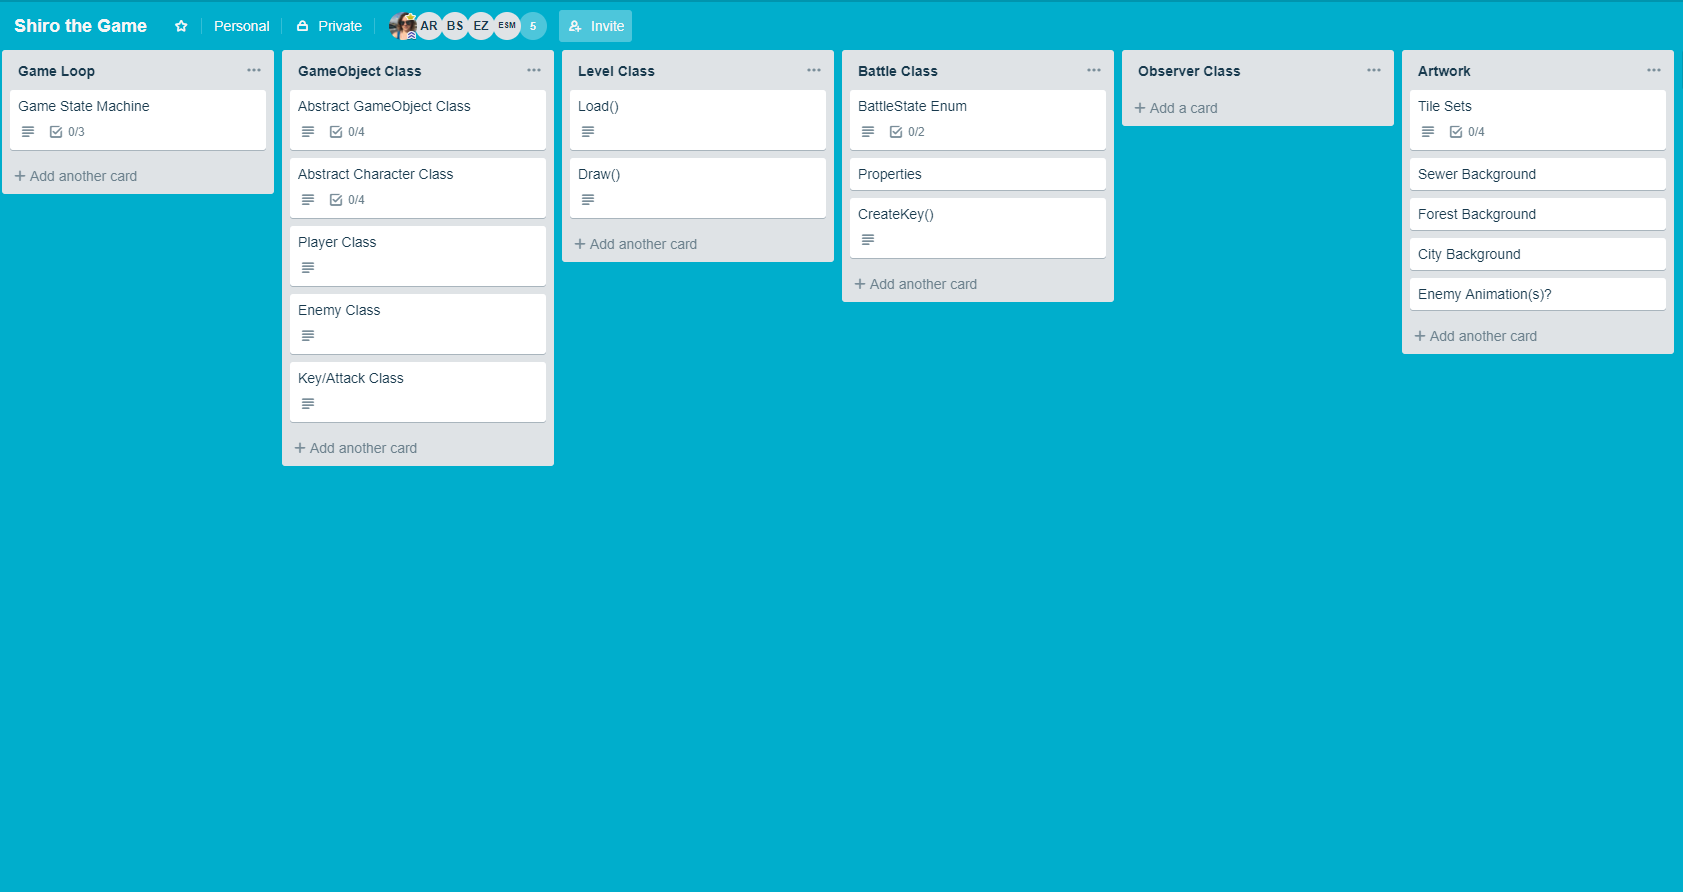 Shiro the Game Personal Private AR BS EZ ESM 5 Invite
Game Loop
Game State Machine
0/3
+ Add another card
GameObject Class
Abstract GameObject Class
0/4
Abstract Character Class
0/4
Player Class
Enemy Class
Key/Attack Class
+ Add another card
Level Class
Load()
Draw()
+ Add another card
Battle Class
BattleState Enum
0/2
Properties
CreateKey()
+ Add another card
Observer Class
+ Add a card
Artwork
Tile Sets
0/4
Sewer Background
Forest Background
City Background
Enemy Animation(s)?
+ Add another card